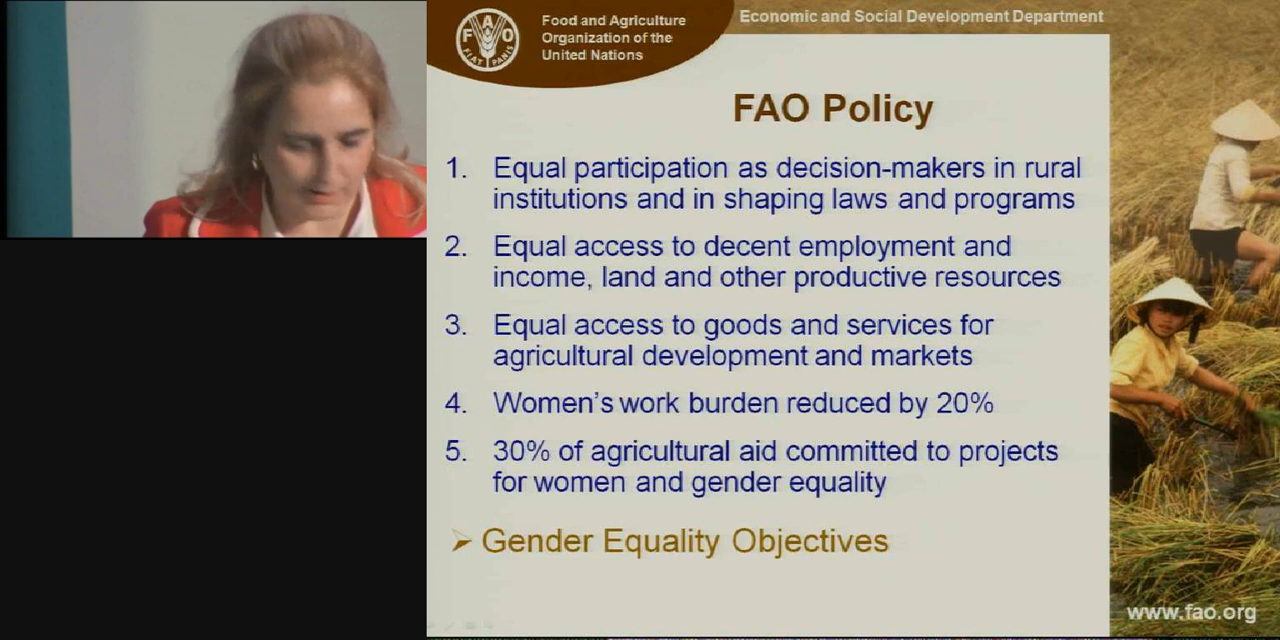 FAO
FIAT PANIS
Food and Agriculture
Organization of the
United Nations
Economic and Social Development Department
FAO Policy
1. Equal participation as decision-makers in rural
institutions and in shaping laws and programs
2. Equal access to decent employment and
income, land and other productive resources
3. Equal access to goods and services for
agricultural development and markets
4. Women's work burden reduced by 20%
5. 30% of agricultural aid committed to projects
for women and gender equality
➢ Gender Equality Objectives
www.fao.org